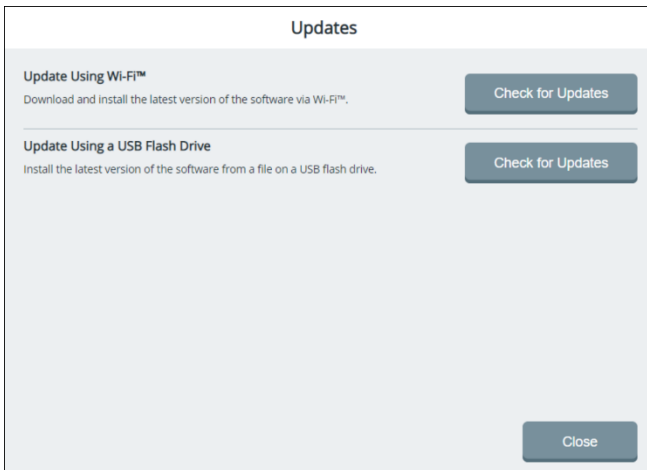 Updates
Update Using Wi-Fi™
Download and install the latest version of the software via Wi-Fi™.
Check for Updates
Update Using a USB Flash Drive
Install the latest version of the software from a file on a USB flash drive.
Check for Updates
Close